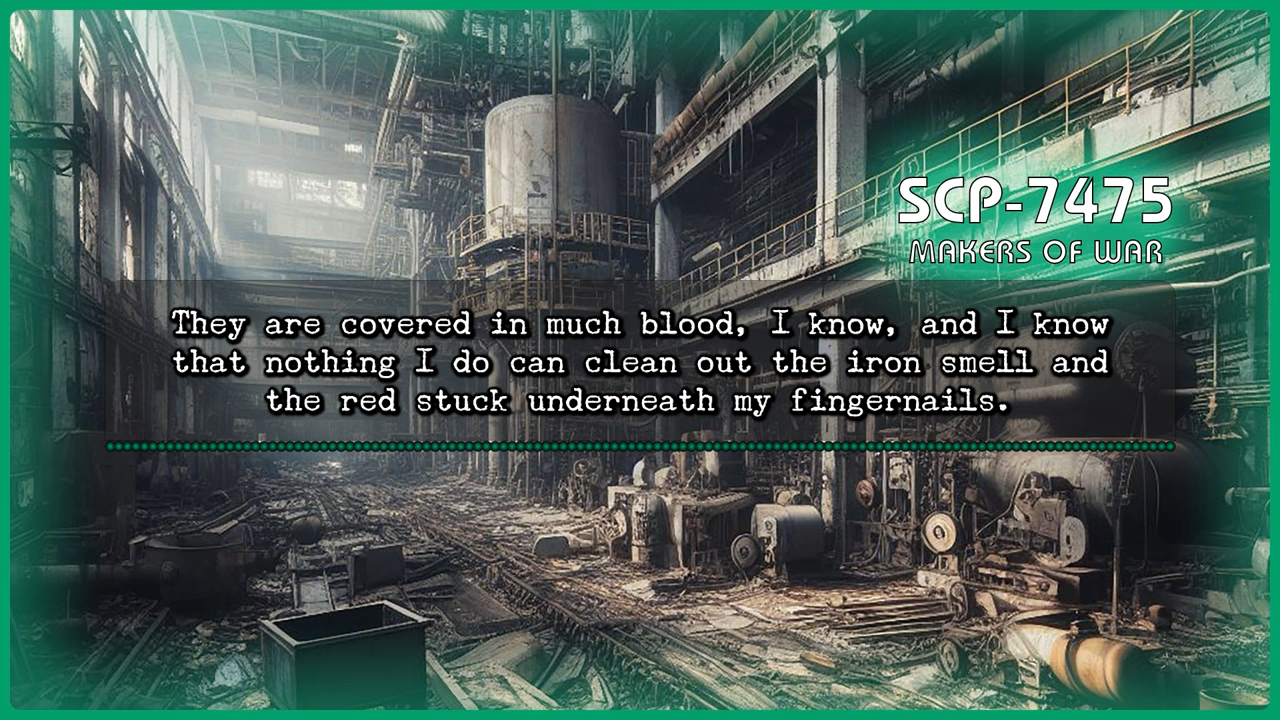 SCP-7475
MAKERS OF WAR
They are covered in much blood, I know, and I know
that nothing I do can clean out the iron smell and
the red stuck underneath my fingernails.